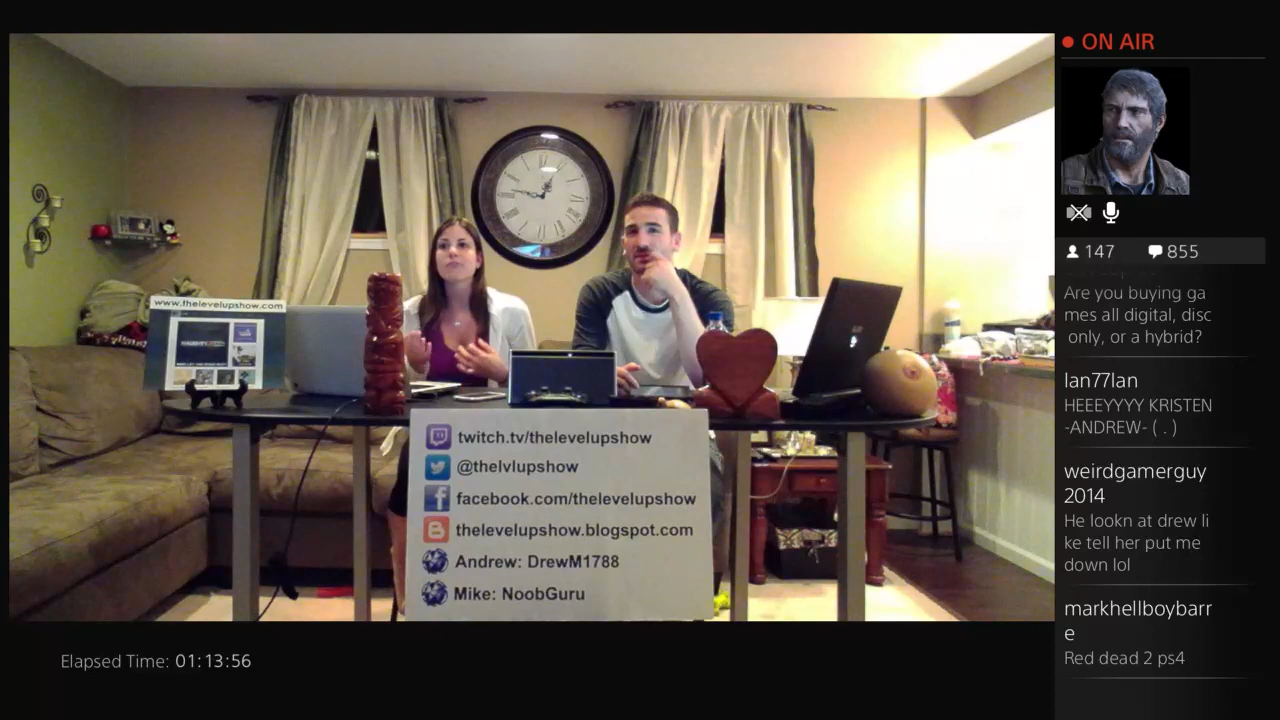 ON AIR
147 855
Are you buying ga
mes all digital, disc
only, or a hybrid?
lan77lan
HEEEYYYY KRISTEN
-ANDREW- ( . )
weirdgamerguy
2014
He lookn at drew li
ke tell her put me
down lol
markhellboybarr
e
Red dead 2 ps4
www.thelevelupshow.com
NAUGHTY
twitch.tv/thelevelupshow
@thelvlupshow
facebook.com/thelevelupshow
thelevelupshow.blogspot.com
Andrew: DrewM1788
Mike: NoobGuru
Elapsed Time: 01:13:56